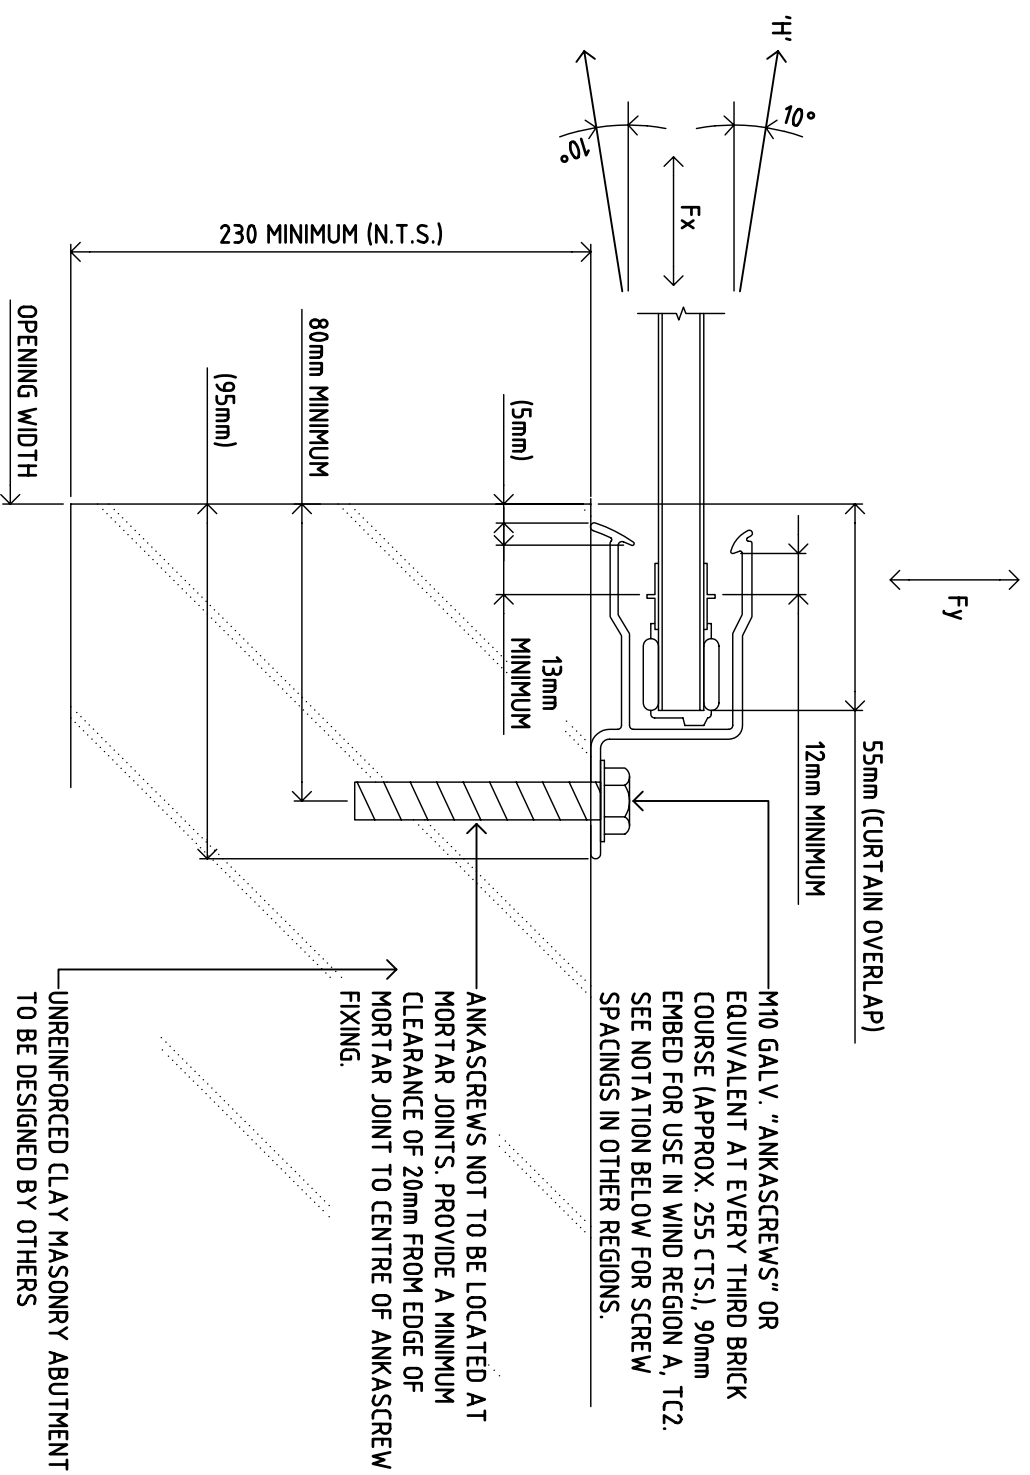 'H'
10°
10°
Fx
Fy
230 MINIMUM (N.T.S.)
OPENING WIDTH
80mm MINIMUM
(95mm)
(5mm)
13mm
MINIMUM
12mm MINIMUM
55mm (CURTAIN OVERLAP)
M10 GALV. "ANKASCREWS" OR
EQUIVALENT AT EVERY THIRD BRICK
COURSE (APPROX. 255 CTS.), 90mm
EMBED FOR USE IN WIND REGION A, TC2.
SEE NOTATION BELOW FOR SCREW
SPACINGS IN OTHER REGIONS.
ANKASCREWS NOT TO BE LOCATED AT
MORTAR JOINTS. PROVIDE A MINIMUM
CLEARANCE OF 20mm FROM EDGE OF
MORTAR JOINT TO CENTRE OF ANKASCREW
FIXING.
UNREINFORCED CLAY MASONRY ABUTMENT
TO BE DESIGNED BY OTHERS